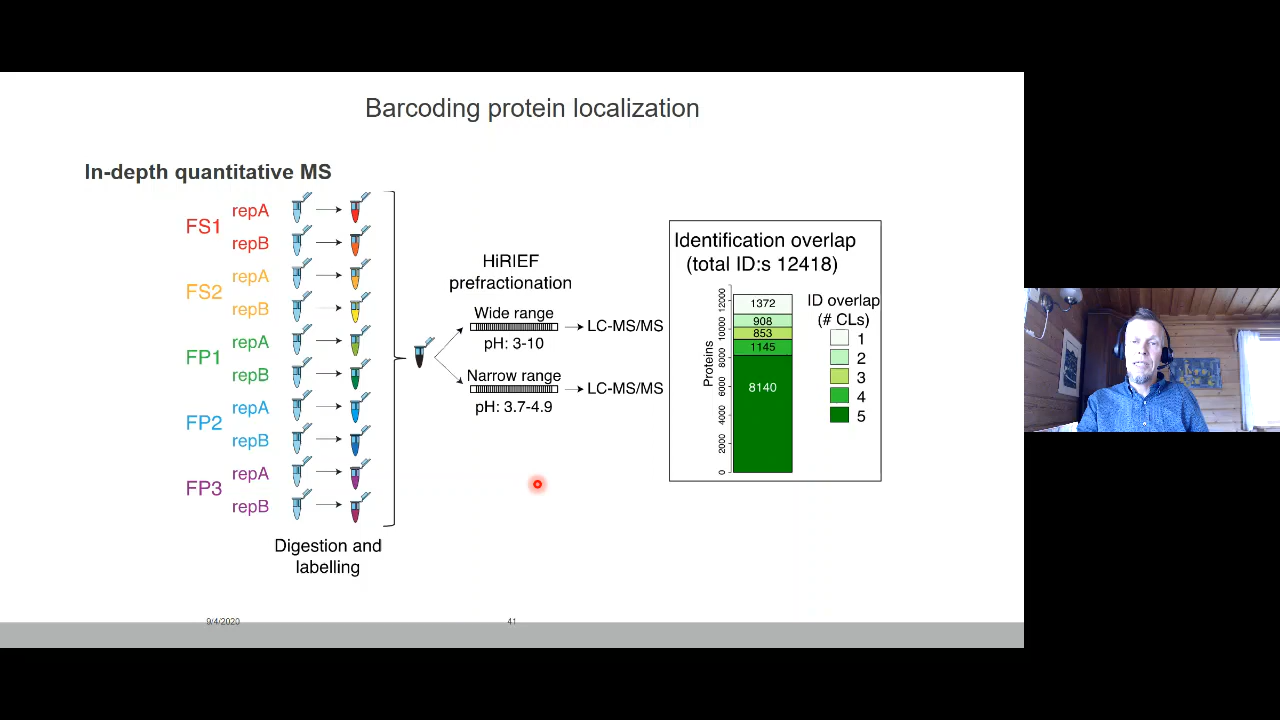 Barcoding protein localization
In-depth quantitative MS
FS1
repA
repB
FS2
repA
repB
FP1
repA
repB
FP2
repA
repB
FP3
repA
repB
Digestion and
labelling
HiRIEF
prefractionation
Wide range
pH: 3-10
LC-MS/MS
Narrow range
pH: 3.7-4.9
LC-MS/MS
Identification overlap
(total ID:s 12418)
Proteins
0
2000
4000
6000
8000
10000
12000
1372
908
853
1145
8140
ID overlap
(# CLs)
1
2
3
4
5
9/4/2020
41